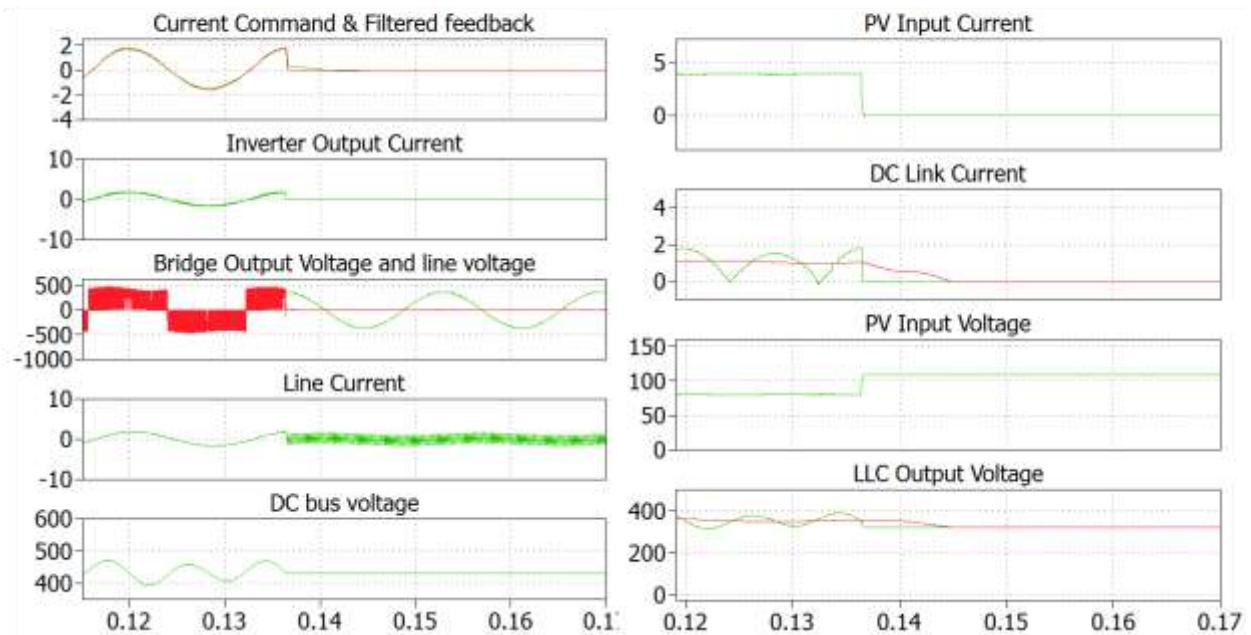 Current Command & Filtered feedback
2
0
-2
-4
Inverter Output Current
10
0
-10
Bridge Output Voltage and line voltage
500
0
-500
-1000
Line Current
10
0
-10
DC bus voltage
600
500
400
0.12 0.13 0.14 0.15 0.16
PV Input Current
5
0
DC Link Current
4
2
0
PV Input Voltage
150
100
50
0
LLC Output Voltage
400
200
0
0.12 0.13 0.14 0.15 0.16 0.17